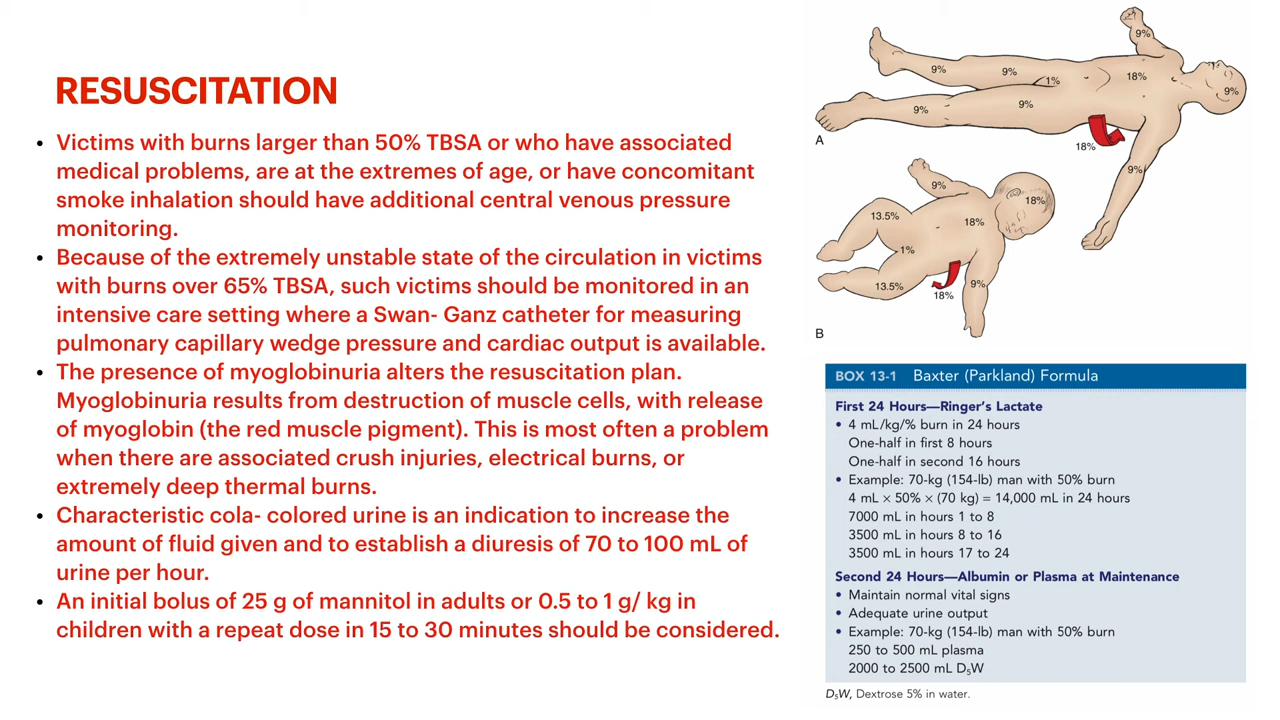 RESUSCITATION
• Victims with burns larger than 50% TBSA or who have associated
medical problems, are at the extremes of age, or have concomitant
smoke inhalation should have additional central venous pressure
monitoring.
• Because of the extremely unstable state of the circulation in victims
with burns over 65% TBSA, such victims should be monitored in an
intensive care setting where a Swan- Ganz catheter for measuring
pulmonary capillary wedge pressure and cardiac output is available.
• The presence of myoglobinuria alters the resuscitation plan.
Myoglobinuria results from destruction of muscle cells, with release
of myoglobin (the red muscle pigment). This is most often a problem
when there are associated crush injuries, electrical burns, or
extremely deep thermal burns.
• Characteristic cola- colored urine is an indication to increase the
amount of fluid given and to establish a diuresis of 70 to 100 mL of
urine per hour.
• An initial bolus of 25 g of mannitol in adults or 0.5 to 1 g/ kg in
children with a repeat dose in 15 to 30 minutes should be considered.
9%
9%
9%
1%
18%
9%
9%
9%
A
18%
9%
9%
18%
13.5%
18%
1%
13.5%
18%
9%
B
BOX 13-1 Baxter (Parkland) Formula
First 24 Hours—Ringer's Lactate
• 4 mL/kg/% burn in 24 hours
One-half in first 8 hours
One-half in second 16 hours
• Example: 70-kg (154-lb) man with 50% burn
4 mL × 50% × (70 kg) = 14,000 mL in 24 hours
7000 mL in hours 1 to 8
3500 mL in hours 8 to 16
3500 mL in hours 17 to 24
Second 24 Hours—Albumin or Plasma at Maintenance
• Maintain normal vital signs
• Adequate urine output
• Example: 70-kg (154-lb) man with 50% burn
250 to 500 mL plasma
2000 to 2500 mL D₅W
D₅W, Dextrose 5% in water.